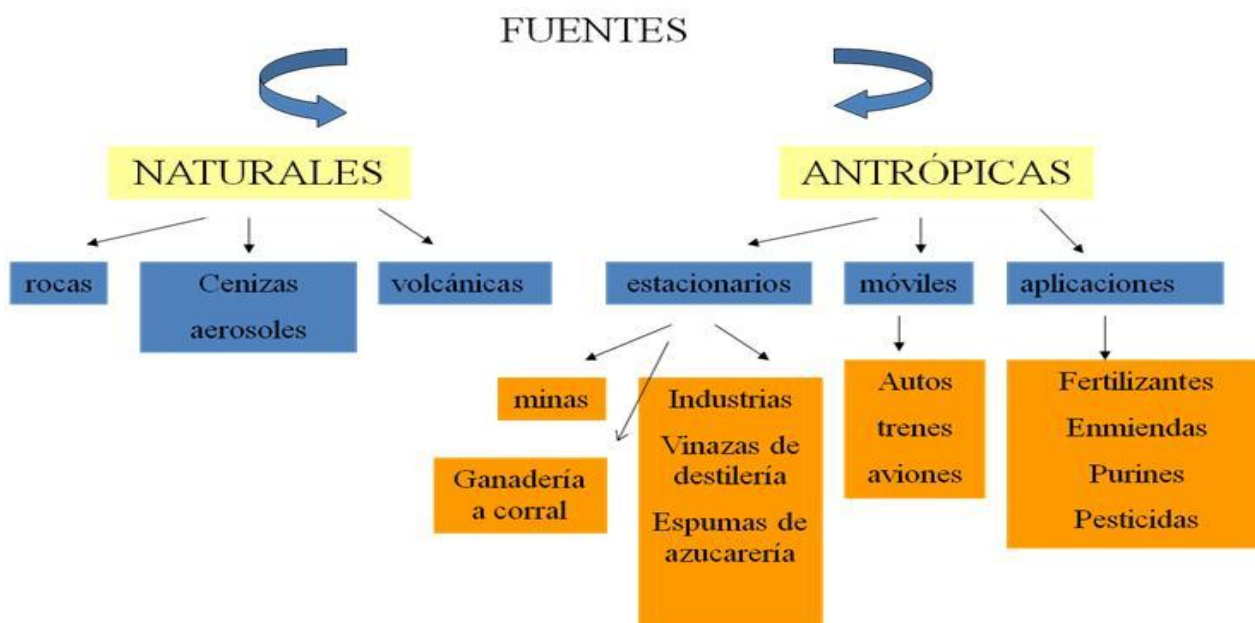 FUENTES
NATURALES
ANTRÓPICAS
rocas
Cenizas
aerosoles
volcánicas
estacionarios
móviles
aplicaciones
minas
Ganadería
a corral
Industrias
Vinazas de
destilería
Espumas de
azucarería
Autos
trenes
aviones
Fertilizantes
Enmiendas
Purines
Pesticidas